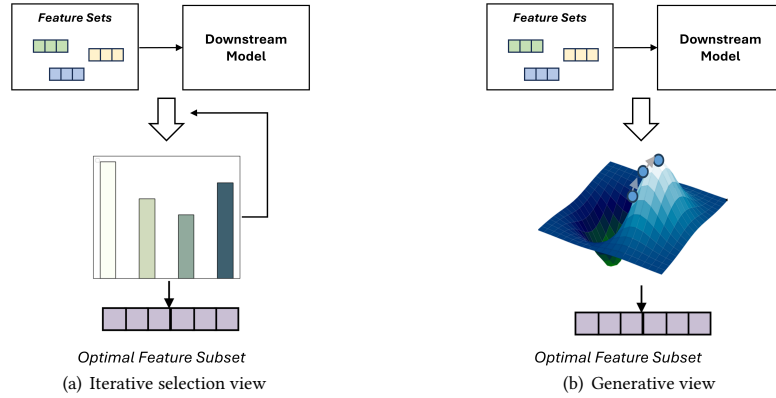 Feature Sets
Downstream
Model
Optimal Feature Subset
(a) Iterative selection view
Feature Sets
Downstream
Model
Optimal Feature Subset
(b) Generative view